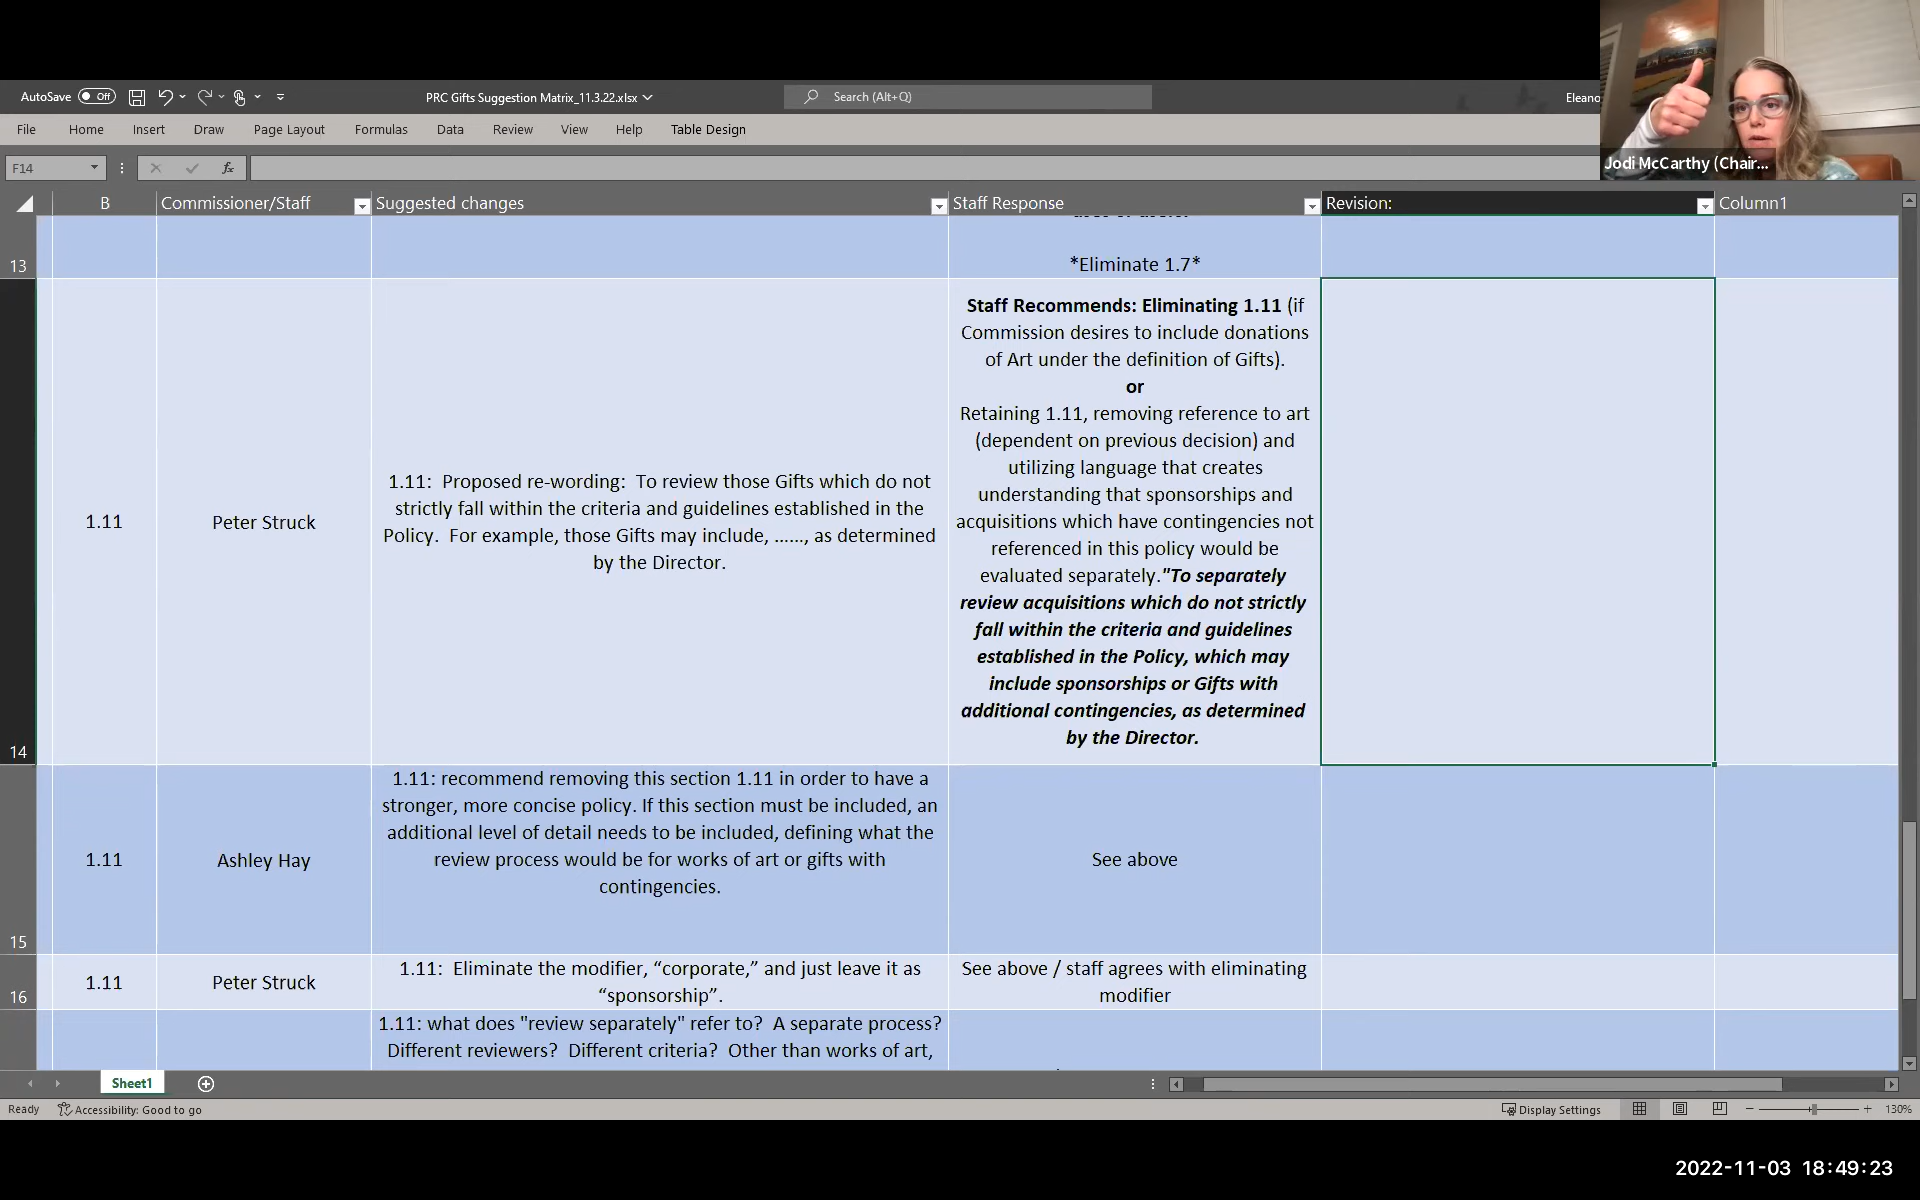 AutoSave Off PRC Gifts Suggestion Matrix_11.3.22.xlsx Search (Alt+Q) Eleano
File Home Insert Draw Page Layout Formulas Data Review View Help Table Design
F14 fx
Jodi McCarthy (Chair...
B Commissioner/Staff Suggested changes Staff Response Revision: Column1
13
*Eliminate 1.7*
14
1.11
Peter Struck
1.11: Proposed re-wording: To review those Gifts which do not
strictly fall within the criteria and guidelines established in the
Policy. For example, those Gifts may include, ......, as determined
by the Director.
Staff Recommends: Eliminating 1.11 (if
Commission desires to include donations
of Art under the definition of Gifts).
or
Retaining 1.11, removing reference to art
(dependent on previous decision) and
utilizing language that creates
understanding that sponsorships and
acquisitions which have contingencies not
referenced in this policy would be
evaluated separately."To separately
review acquisitions which do not strictly
fall within the criteria and guidelines
established in the Policy, which may
include sponsorships or Gifts with
additional contingencies, as determined
by the Director.
15
1.11
Ashley Hay
1.11: recommend removing this section 1.11 in order to have a
stronger, more concise policy. If this section must be included, an
additional level of detail needs to be included, defining what the
review process would be for works of art or gifts with
contingencies.
See above
16
1.11
Peter Struck
1.11: Eliminate the modifier, “corporate,” and just leave it as
“sponsorship”.
See above / staff agrees with eliminating
modifier
1.11: what does "review separately" refer to? A separate process?
Different reviewers? Different criteria? Other than works of art,
Sheet1
Ready Accessibility: Good to go Display Settings 130%
2022-11-03 18:49:23